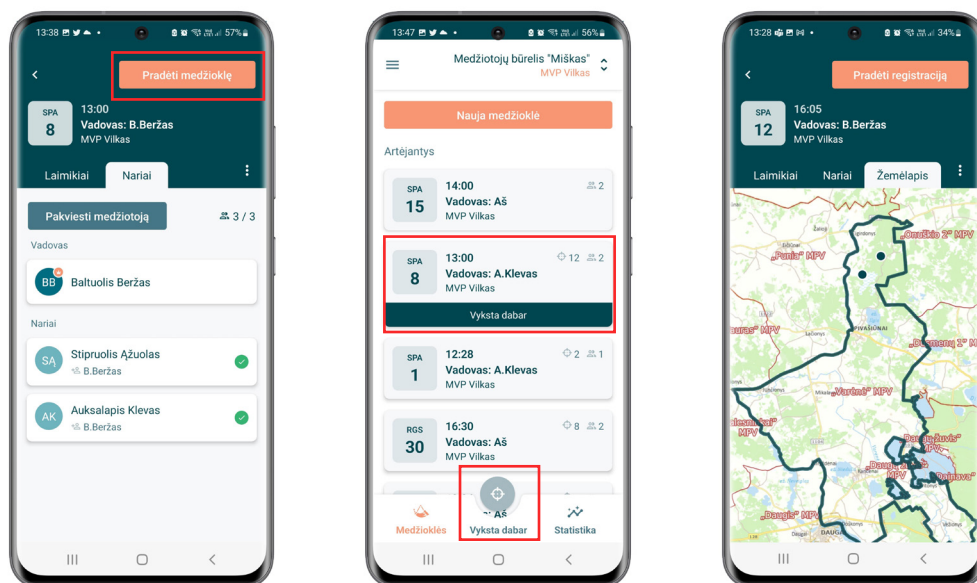 13:38
57%
Pradėti medžioklę
SPA
8
13:00
Vadovas: B.Beržas
MVP Vilkas
Laimikiai
Nariai
Pakviesti medžiotoją
3 / 3
Vadovas
BB
Baltuolis Beržas
Nariai
SĄ
Stipruolis Ąžuolas
B.Beržas
AK
Auksalapis Klevas
B.Beržas
13:47
56%
Medžiotojų būrelis "Miškas"
MVP Vilkas
Nauja medžioklė
Artėjantys
SPA
15
14:00
2
Vadovas: Aš
MVP Vilkas
SPA
8
13:00
12 2
Vadovas: A.Klevas
MVP Vilkas
Vyksta dabar
SPA
1
12:28
2 1
Vadovas: A.Klevas
MVP Vilkas
RGS
30
16:30
8 2
Vadovas: Aš
MVP Vilkas
Aš
Medžioklės
Vyksta dabar
Statistika
13:28
34%
Pradėti registraciją
SPA
12
16:05
Vadovas: B.Beržas
MVP Vilkas
Laimikiai
Nariai
Žemėlapis
„Onuškio 2" MPV
„Punia" MPV
PIVAŠIŪNAI
„Varėnė" MPV
„Daugis" MPV